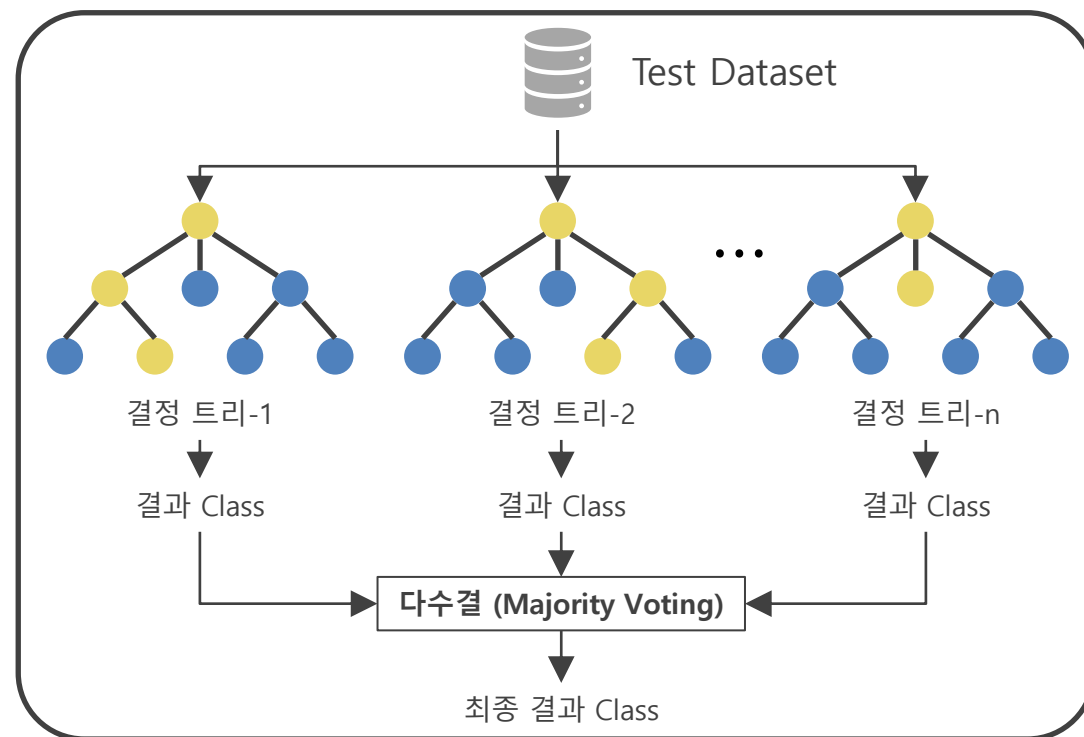 Test Dataset
...
결정 트리-1
결정 트리-2
결정 트리-n
결과 Class
결과 Class
결과 Class
다수결 (Majority Voting)
최종 결과 Class